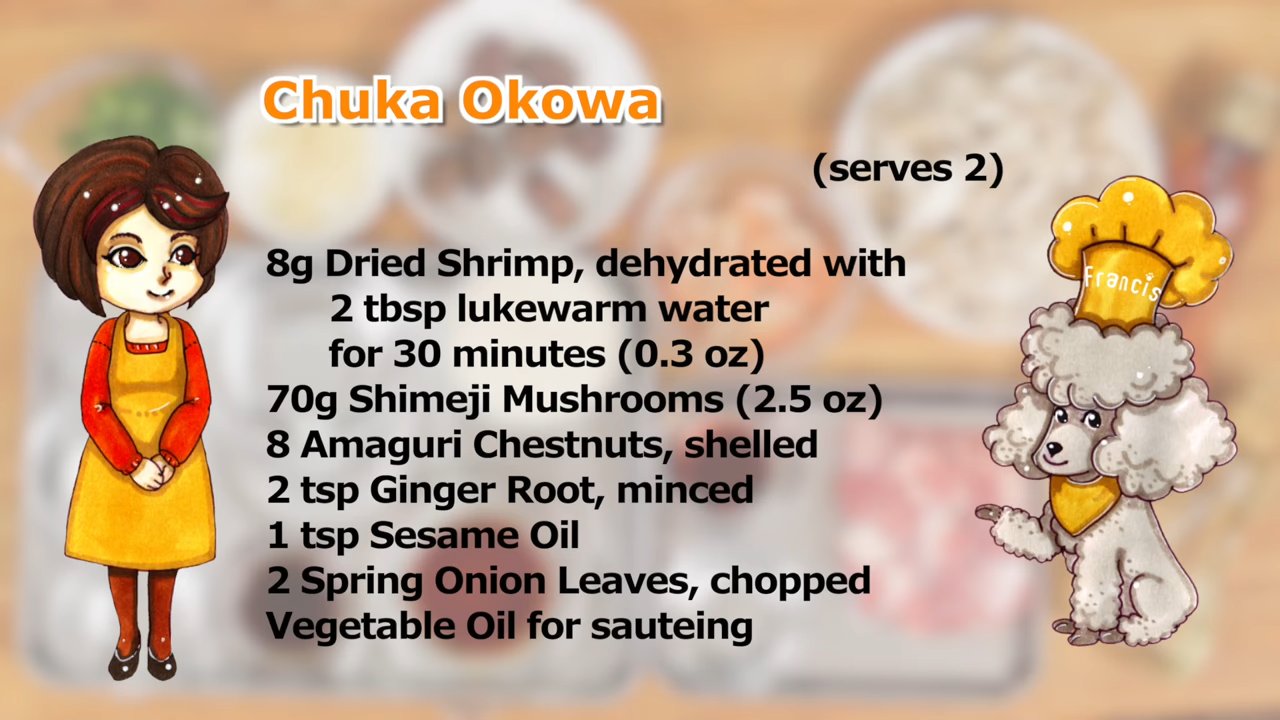 Chuka Okowa
(serves 2)
8g Dried Shrimp, dehydrated with
2 tbsp lukewarm water
for 30 minutes (0.3 oz)
70g Shimeji Mushrooms (2.5 oz)
8 Amaguri Chestnuts, shelled
2 tsp Ginger Root, minced
1 tsp Sesame Oil
2 Spring Onion Leaves, chopped
Vegetable Oil for sauteing
Francis